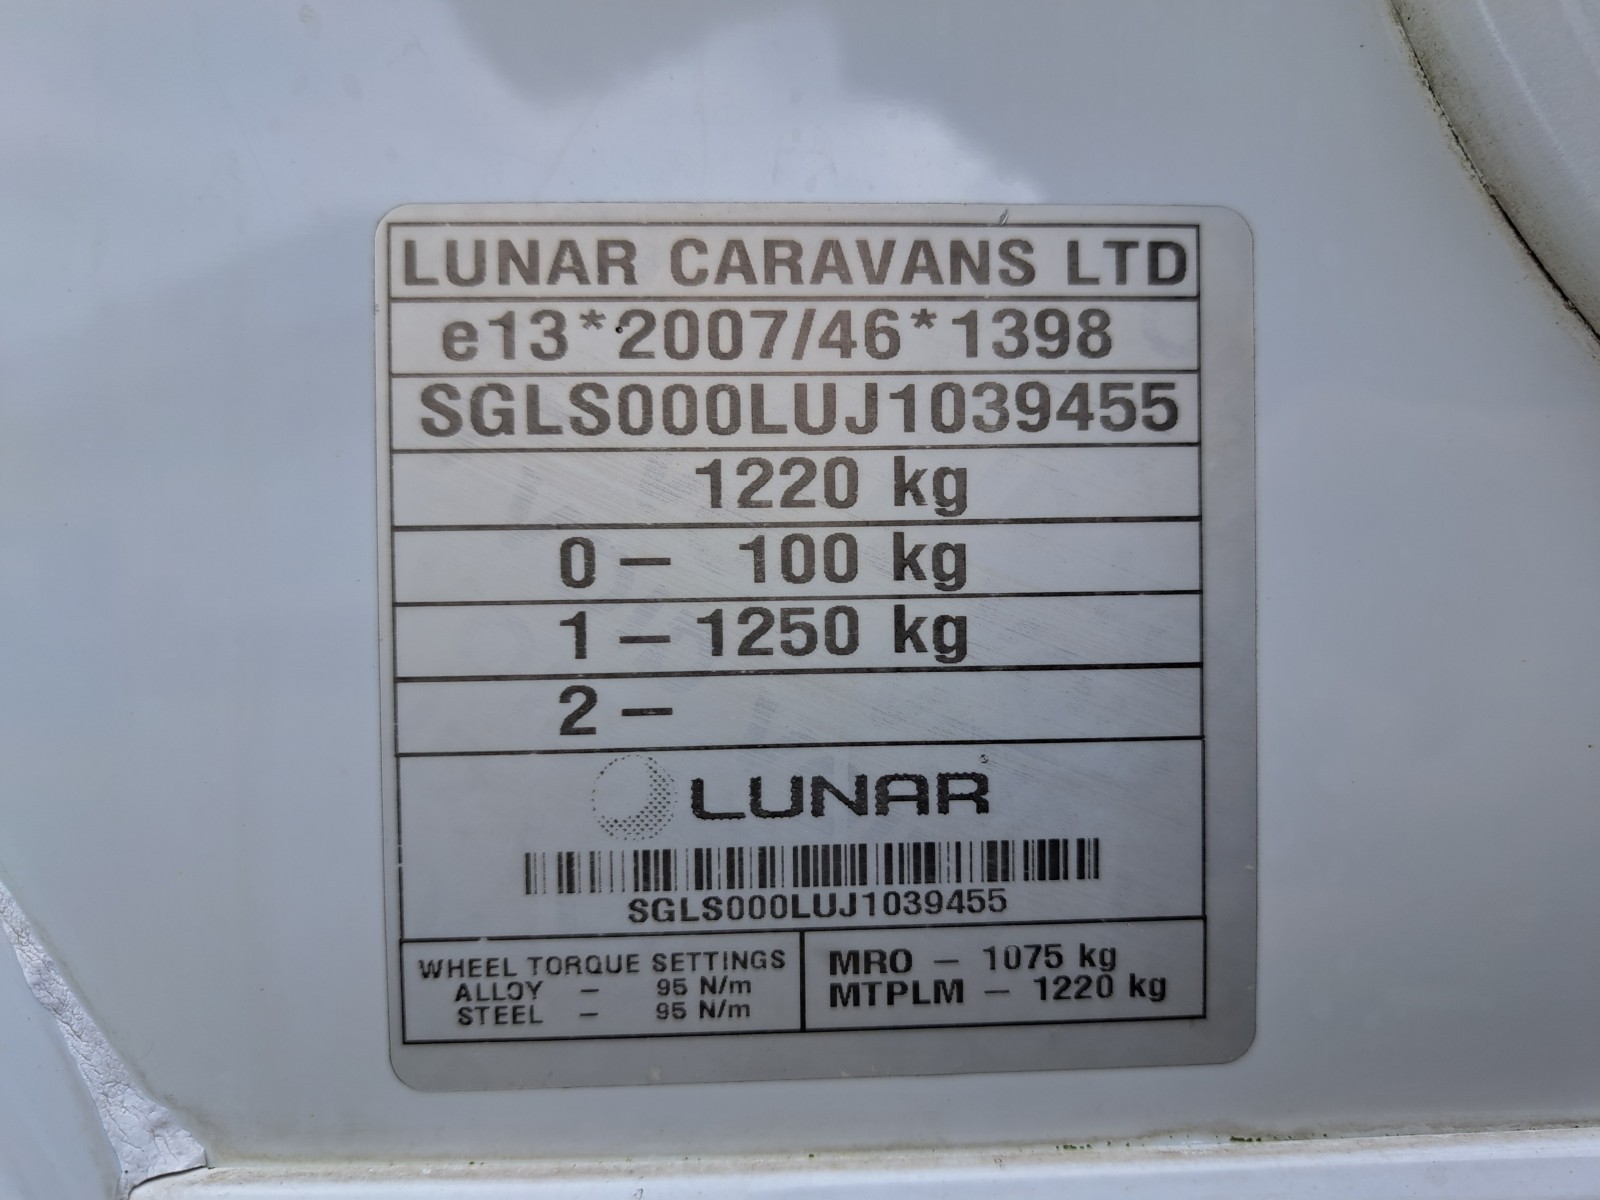 LUNAR CARAVANS LTD
e13*2007/46*1398
SGLS000LUJ1039455
1220 kg
0 - 100 kg
1 - 1250 kg
2 -
LUNAR
SGLS000LUJ1039455
WHEEL TORQUE SETTINGS
ALLOY - 95 N/m
STEEL - 95 N/m
MRO - 1075 kg
MTPLM - 1220 kg